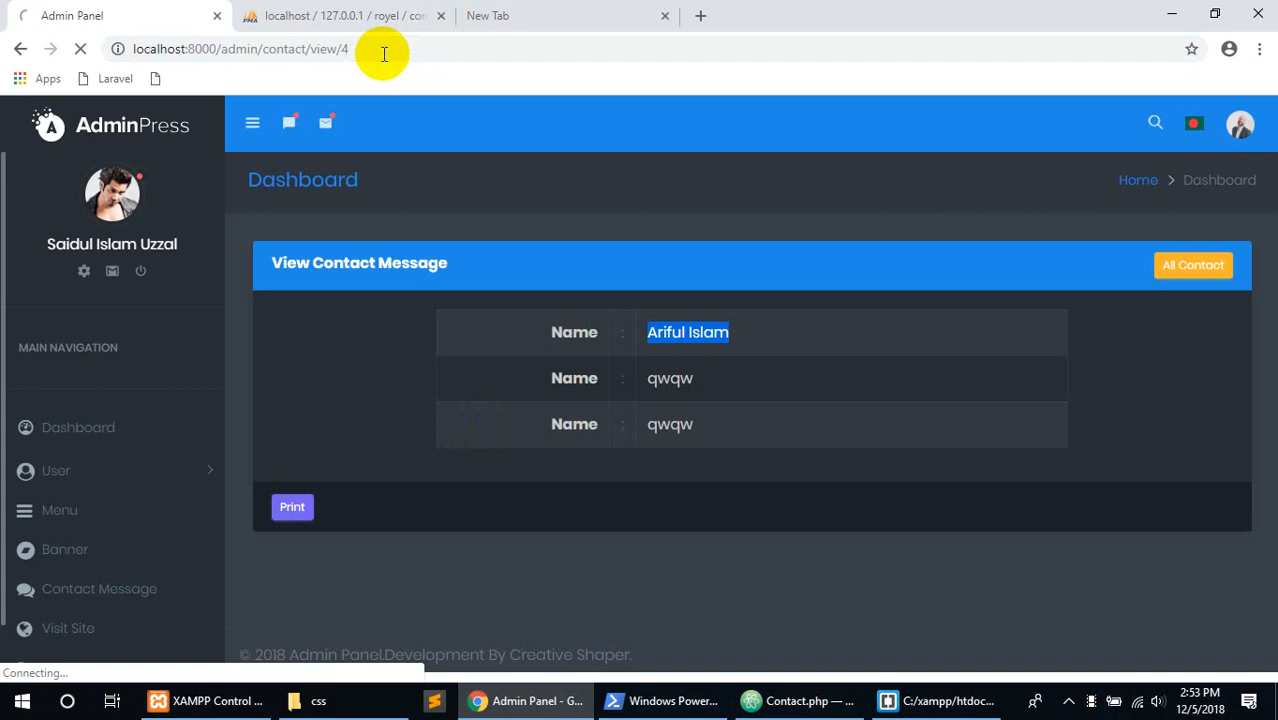 Admin Panel
localhost / 127.0.0.1 / royel / con
New Tab
localhost:8000/admin/contact/view/4
Apps
Laravel
AdminPress
Dashboard
Home > Dashboard
Saidul Islam Uzzal
View Contact Message
All Contact
Name : Ariful Islam
Name : qwqw
Name : qwqw
MAIN NAVIGATION
Dashboard
User
Menu
Banner
Contact Message
Visit Site
Print
© 2018 Admin Panel.Development By Creative Shaper.
Connecting...
XAMPP Control ...
css
Admin Panel - G...
Windows Power...
Contact.php — ...
C:/xampp/htdoc...
2:53 PM
12/5/2018